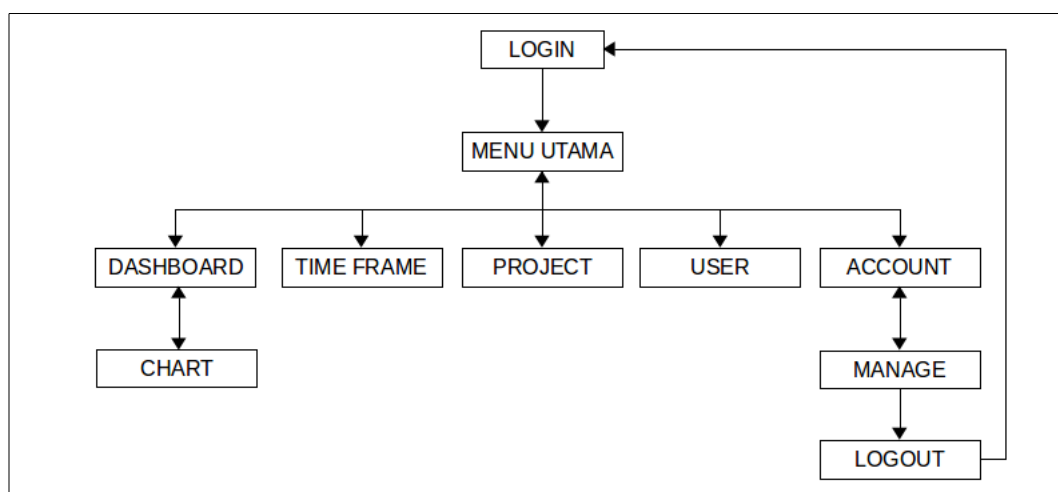 LOGIN
MENU UTAMA
DASHBOARD
TIME FRAME
PROJECT
USER
ACCOUNT
CHART
MANAGE
LOGOUT